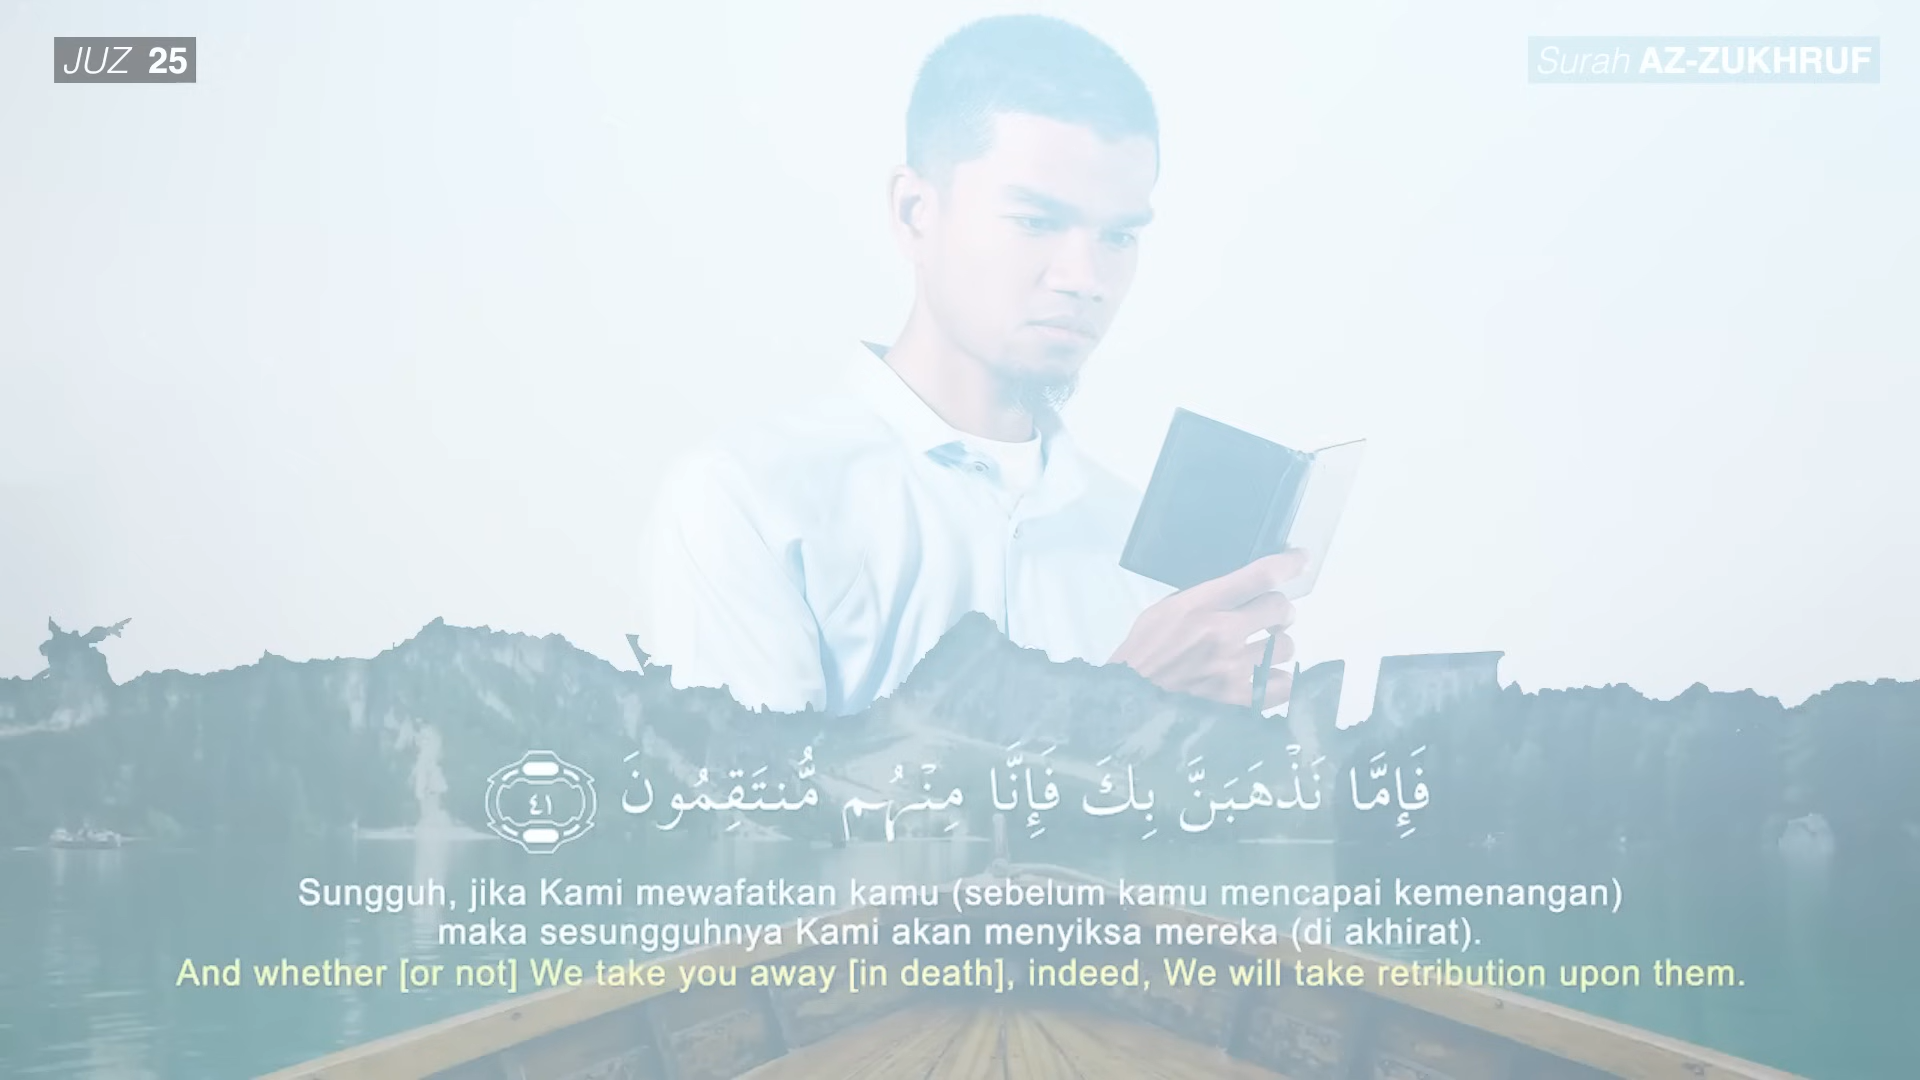 JUZ 25
Surah AZ-ZUKHRUF
فَإِمَّا نَذْهَبَنَّ بِكَ فَإِنَّا مِنْهُم مُّنتَقِمُونَ ٤١
Sungguh, jika Kami mewafatkan kamu (sebelum kamu mencapai kemenangan)
maka sesungguhnya Kami akan menyiksa mereka (di akhirat).
And whether [or not] We take you away [in death], indeed, We will take retribution upon them.